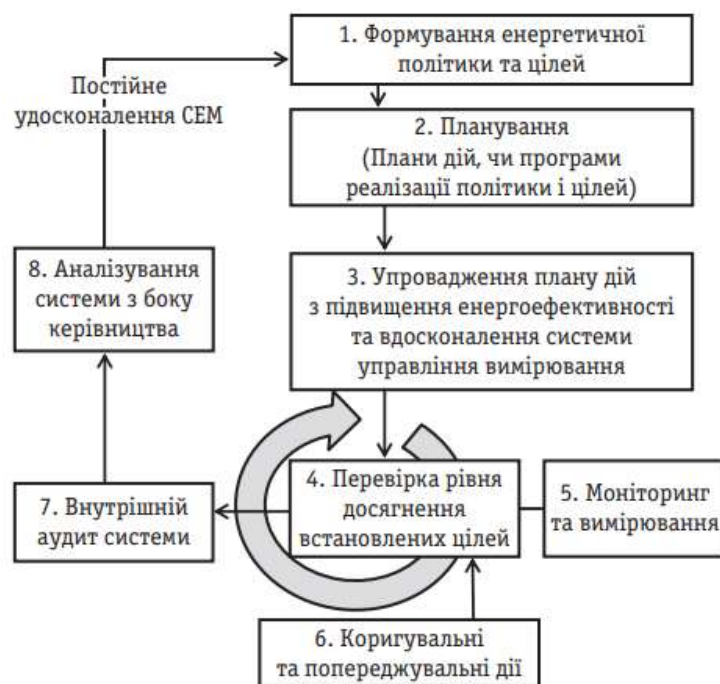 1. Формування енергетичної
політики та цілей
Постійне
удосконалення СЕМ
2. Планування
(Плани дій, чи програми
реалізації політики і цілей)
8. Аналізування
системи з боку
керівництва
3. Упровадження плану дій
з підвищення енергоефективності
та вдосконалення системи
управління вимірювання
4. Перевірка рівня
досягнення
встановлених цілей
5. Моніторинг
та вимірювання
7. Внутрішній
аудит системи
6. Коригувальні
та попереджувальні дії